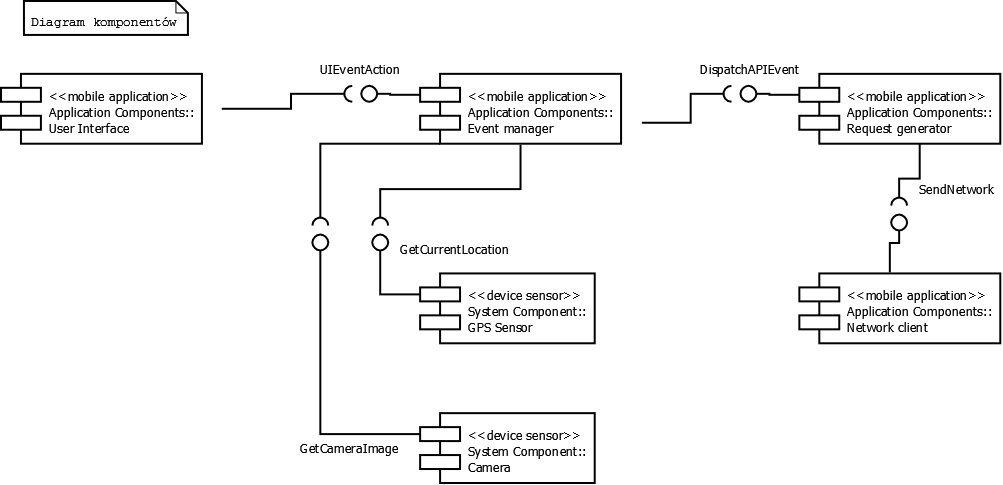 Diagram komponentów
UIEventAction
DispatchAPIEvent
<<mobile application>>
Application Components::
User Interface
<<mobile application>>
Application Components::
Event manager
<<mobile application>>
Application Components::
Request generator
SendNetwork
GetCurrentLocation
<<device sensor>>
System Component::
GPS Sensor
<<mobile application>>
Application Components::
Network client
GetCameraImage
<<device sensor>>
System Component::
Camera